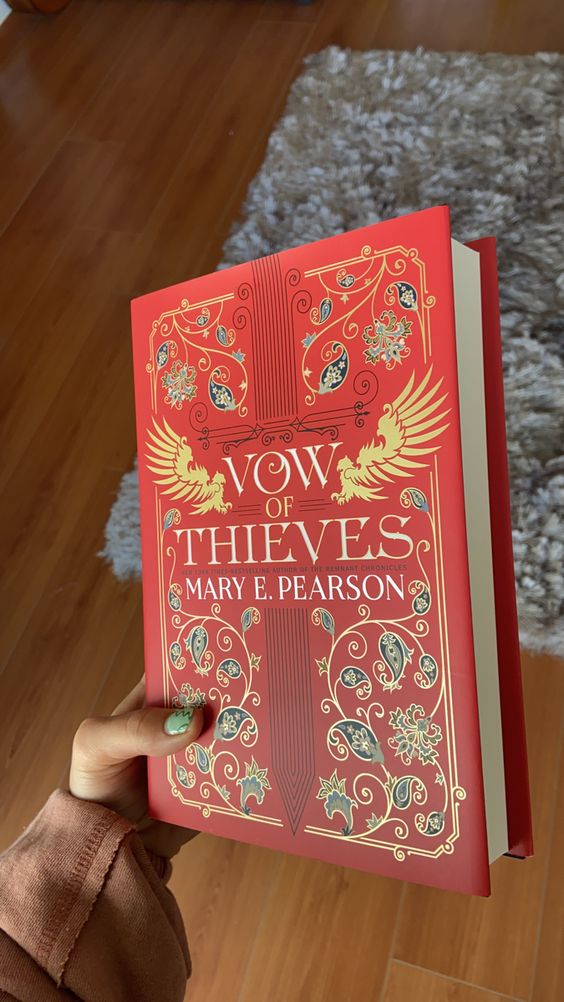 VOW
OF
THIEVES
NEW YORK TIMES-BESTSELLING AUTHOR OF THE REMNANT CHRONICLES
MARY E. PEARSON